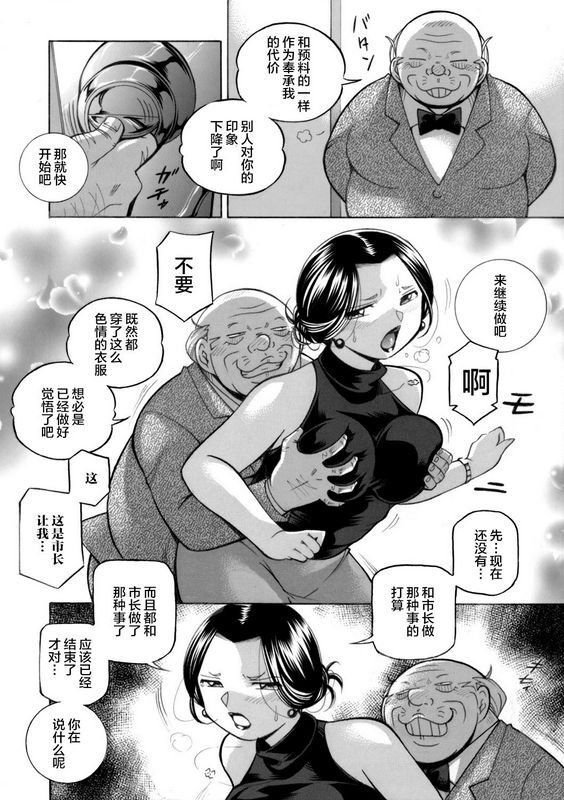 バタン
和预料的一样
作为奉承我
的代价
别人对你的
印象
下降了啊
ガチャ
那就快
开始吧
来继续做吧
啊
モミ
不要
既然都
穿了这么
色情的衣服
想必是
已经做好
觉悟了吧
这
这是市长
让我…
先…现在
还没有…
和市长做
那种事的
打算
而且都和
市长做了
那种事了
应该已经
结束了
才对…
你在
说什么呢